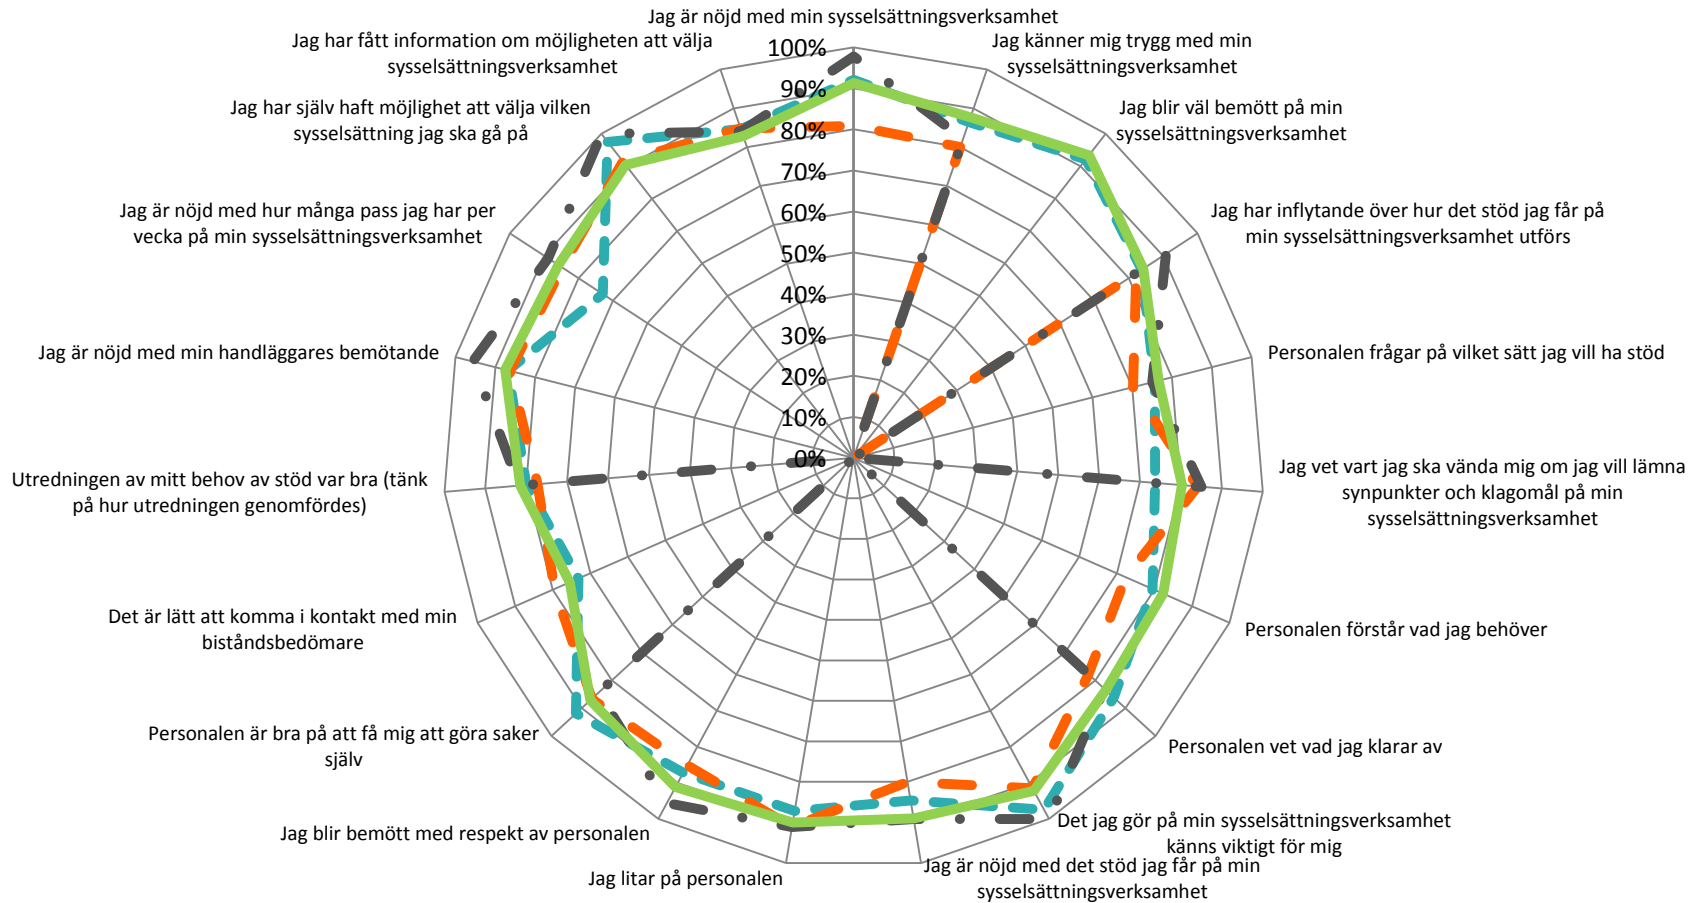 Jag är nöjd med min sysselsättningsverksamhet
Jag känner mig trygg med min
sysselsättningsverksamhet
Jag blir väl bemött på min
sysselsättningsverksamhet
Jag har inflytande över hur det stöd jag får på
min sysselsättningsverksamhet utförs
Personalen frågar på vilket sätt jag vill ha stöd
Jag vet vart jag ska vända mig om jag vill lämna
synpunkter och klagomål på min
sysselsättningsverksamhet
Personalen förstår vad jag behöver
Personalen vet vad jag klarar av
Det jag gör på min sysselsättningsverksamhet
känns viktigt för mig
Jag är nöjd med det stöd jag får på min
sysselsättningsverksamhet
Jag litar på personalen
Jag blir bemött med respekt av personalen
Personalen är bra på att få mig att göra saker
själv
Det är lätt att komma i kontakt med min
biståndsbedömare
Utredningen av mitt behov av stöd var bra (tänk
på hur utredningen genomfördes)
Jag är nöjd med min handläggares bemötande
Jag är nöjd med hur många pass jag har per
vecka på min sysselsättningsverksamhet
Jag har själv haft möjlighet att välja vilken
sysselsättning jag ska gå på
Jag har fått information om möjligheten att välja
sysselsättningsverksamhet
100%
90%
80%
70%
60%
50%
40%
30%
20%
10%
0%